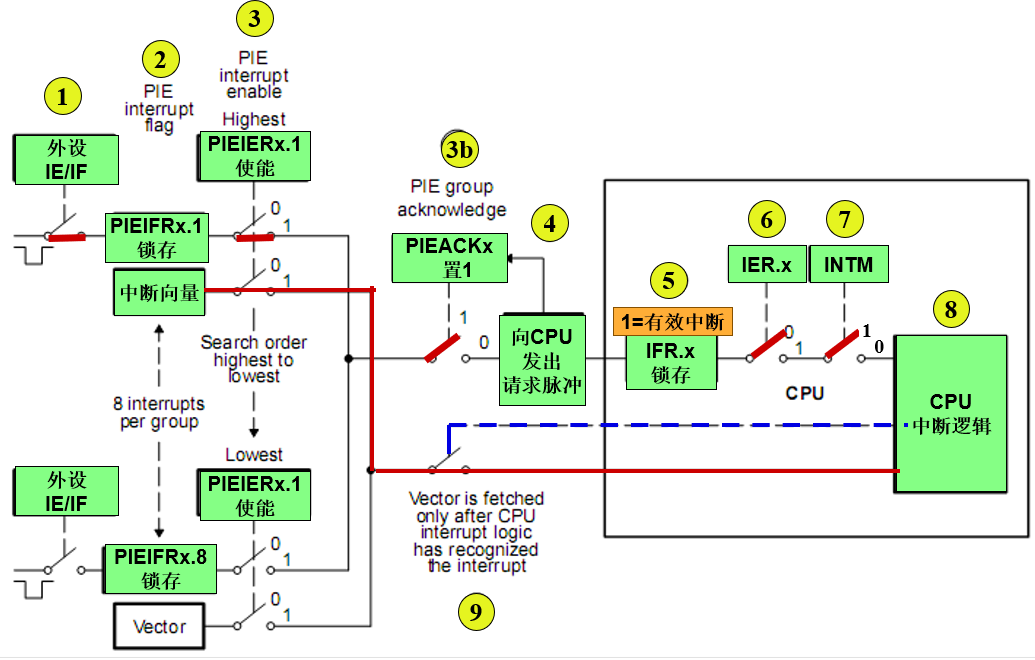 1
外设
IE/IF
2
PIE
interrupt
flag
3
PIE
interrupt
enable
Highest
PIEIERx.1
使能
PIEIFRx.1
锁存
0
1
中断向量
0
1
Search order
highest to
lowest
8 interrupts
per group
Lowest
外设
IE/IF
PIEIERx.1
使能
PIEIFRx.8
锁存
0
1
Vector
0
1
3b
PIE group
acknowledge
PIEACKx
置1
1
0
4
向CPU
发出
请求脉冲
5
1=有效中断
IFR.x
锁存
6
IER.x
0
1
7
INTM
1
0
CPU
8
CPU
中断逻辑
Vector is fetched
only after CPU
interrupt logic
has recognized
the interrupt
9